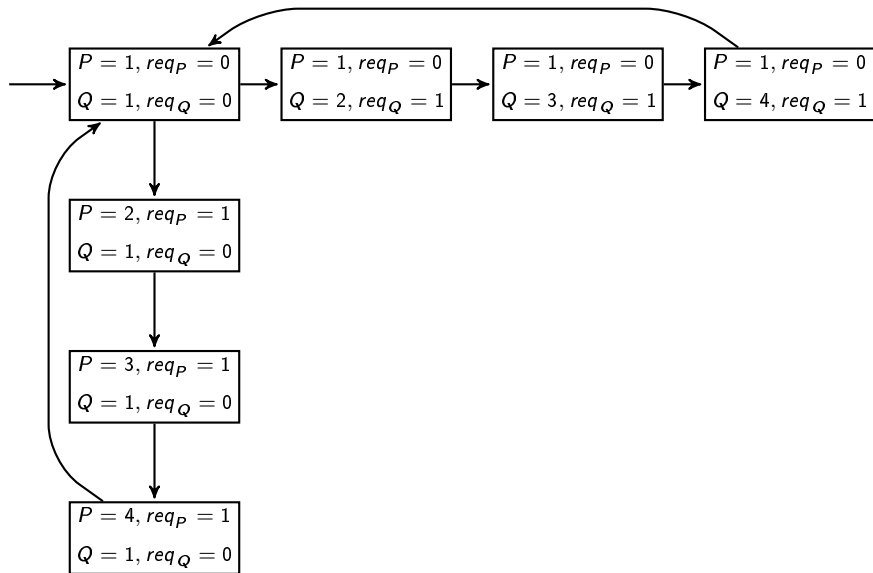 P = 1, req_P = 0
Q = 1, req_Q = 0
P = 1, req_P = 0
Q = 2, req_Q = 1
P = 1, req_P = 0
Q = 3, req_Q = 1
P = 1, req_P = 0
Q = 4, req_Q = 1
P = 2, req_P = 1
Q = 1, req_Q = 0
P = 3, req_P = 1
Q = 1, req_Q = 0
P = 4, req_P = 1
Q = 1, req_Q = 0